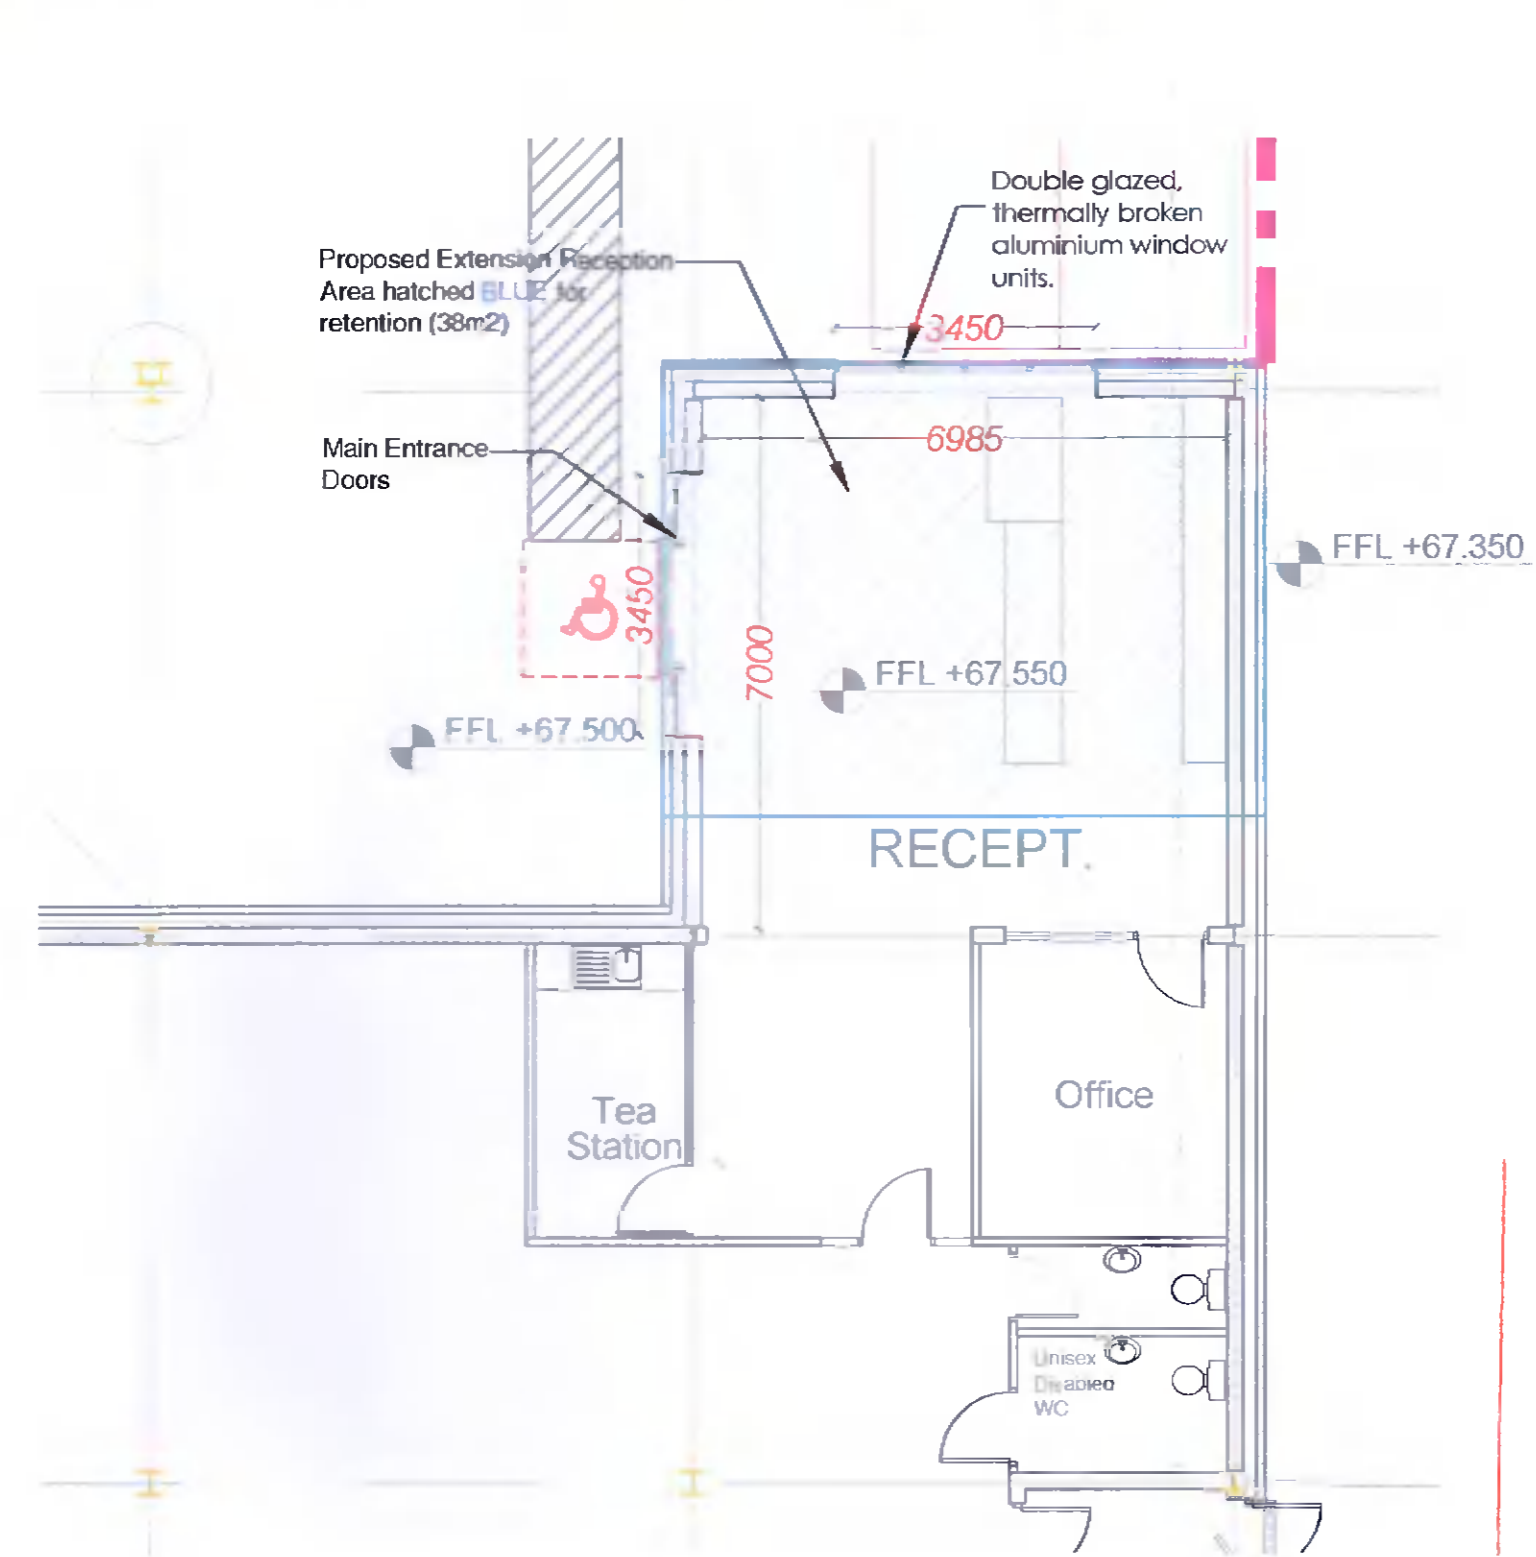 Double glazed,
thermally broken
aluminium window
units.
Proposed Extension Reception
Area hatched BLUE for
retention (38m2)
3450
6985
Main Entrance
Doors
FFL +67.350
3450
7000
FFL +67.550
FFL +67.500
RECEPT.
Office
Tea
Station
Unisex
Disabled
WC